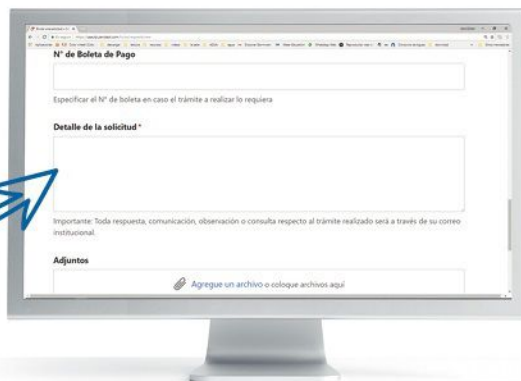 N° de Boleta de Pago
Especificar el N° de boleta en caso el trámite a realizar lo requiera
Detalle de la solicitud *
Importante: Toda respuesta, comunicación, observación o consulta respecto al trámite realizado será a través de su correo
institucional.
Adjuntos
Agregue un archivo o coloque archivos aquí